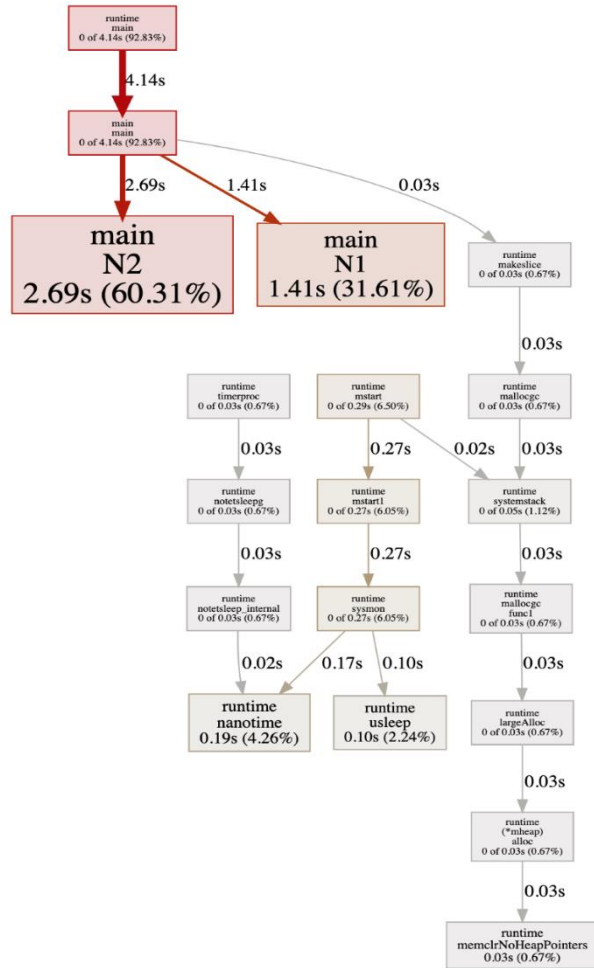 runtime
main
0 of 4.14s (92.83%)
4.14s
main
main
0 of 4.14s (92.83%)
2.69s
1.41s
0.03s
main
N2
2.69s (60.31%)
main
N1
1.41s (31.61%)
runtime
makeslice
0 of 0.03s (0.67%)
0.03s
runtime
timerproc
0 of 0.03s (0.67%)
runtime
mstart
0 of 0.29s (6.50%)
runtime
mallocgc
0 of 0.03s (0.67%)
0.03s
0.27s
0.02s
0.03s
runtime
notetsleepg
0 of 0.03s (0.67%)
runtime
mstart1
0 of 0.27s (6.05%)
runtime
systemstack
0 of 0.05s (1.12%)
0.03s
0.27s
0.03s
runtime
notetsleep_internal
0 of 0.03s (0.67%)
runtime
sysmon
0 of 0.27s (6.05%)
runtime
mallocgc
func1
0 of 0.03s (0.67%)
0.02s
0.17s
0.10s
0.03s
runtime
nanotime
0.19s (4.26%)
runtime
usleep
0.10s (2.24%)
runtime
largeAlloc
0 of 0.03s (0.67%)
0.03s
runtime
(*mheap)
alloc
0 of 0.03s (0.67%)
0.03s
runtime
memclrNoHeapPointers
0.03s (0.67%)